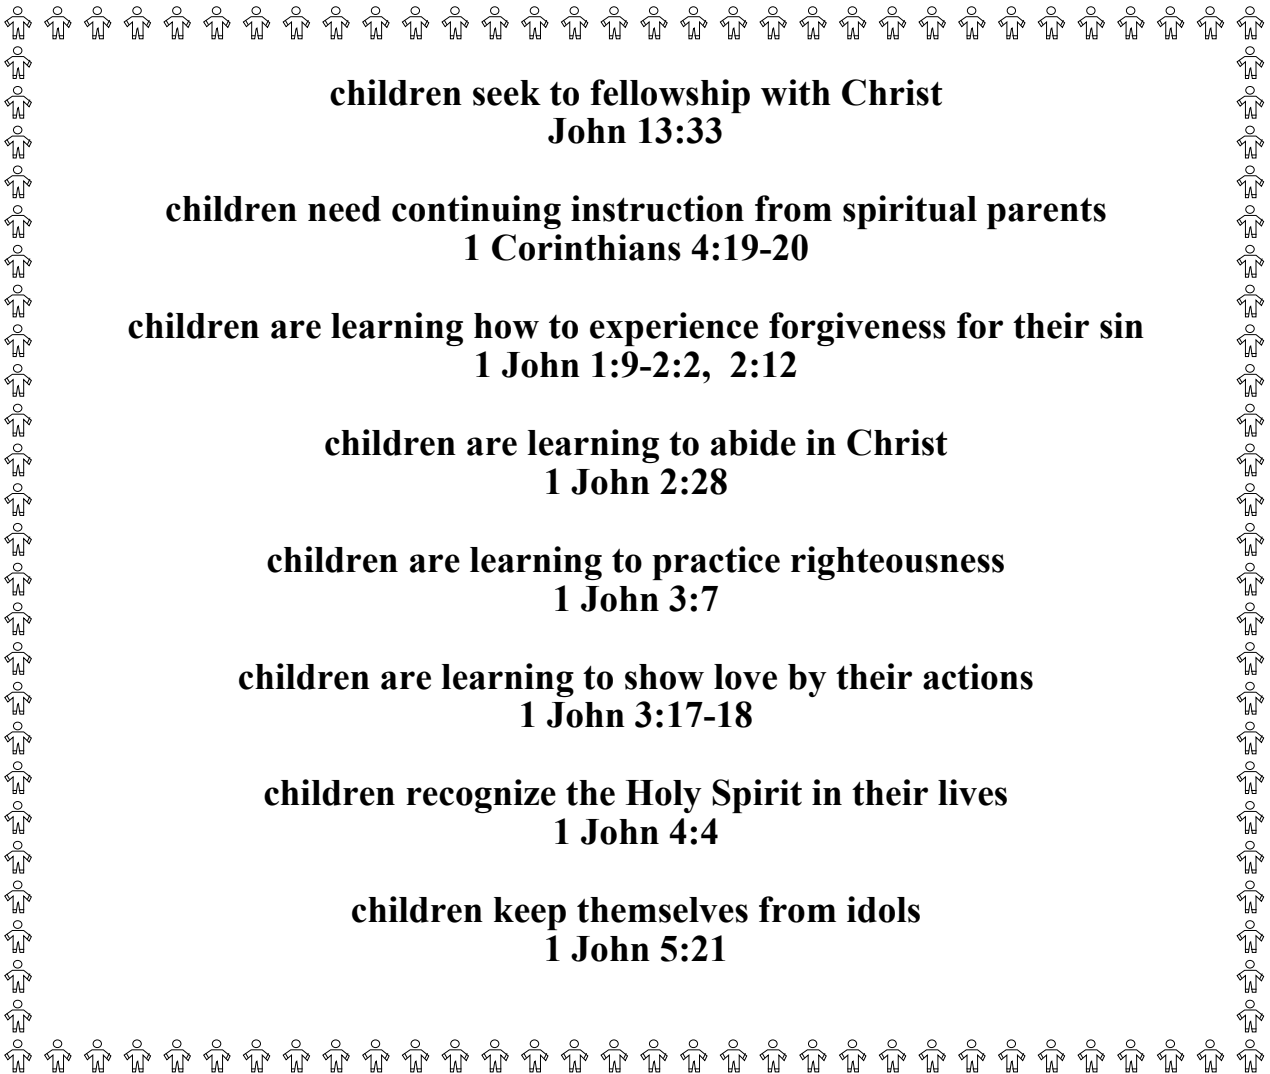 children seek to fellowship with Christ
John 13:33
children need continuing instruction from spiritual parents
1 Corinthians 4:19-20
children are learning how to experience forgiveness for their sin
1 John 1:9-2:2,  2:12
children are learning to abide in Christ
1 John 2:28
children are learning to practice righteousness
1 John 3:7
children are learning to show love by their actions
1 John 3:17-18
children recognize the Holy Spirit in their lives
1 John 4:4
children keep themselves from idols
1 John 5:21